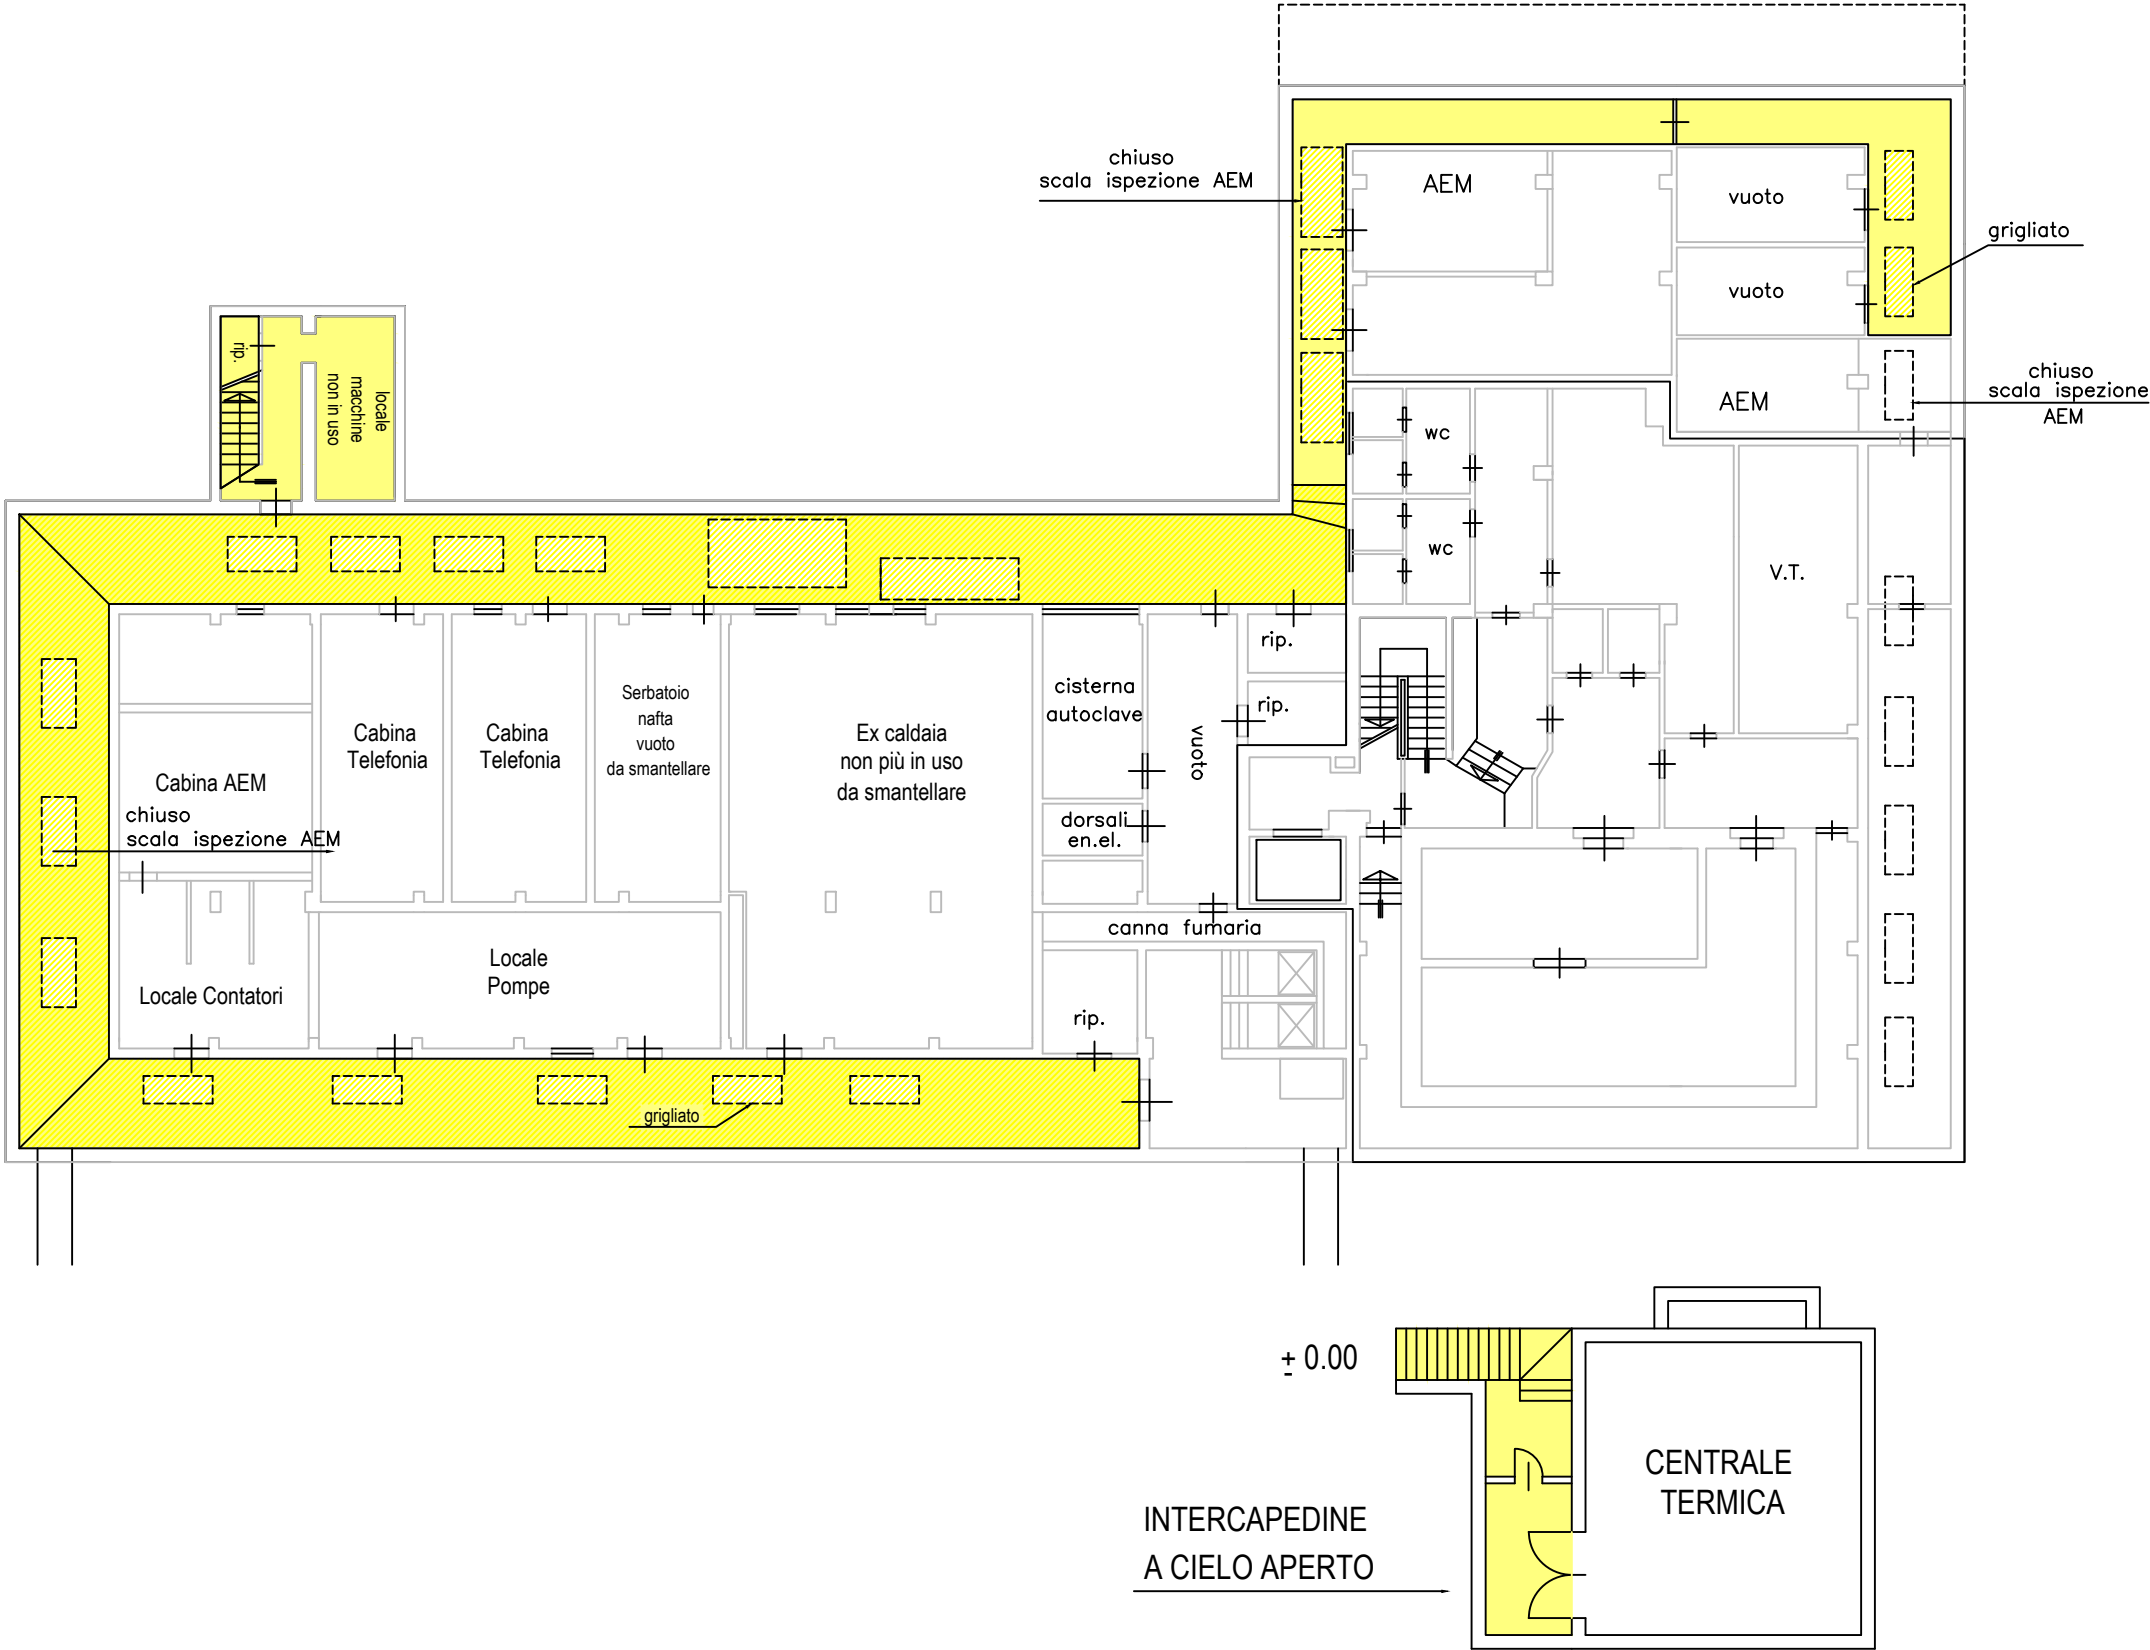 chiuso
scala ispezione AEM
AEM
vuoto
grigliato
vuoto
chiuso
scala ispezione
AEM
AEM
rip.
locale
macchine
non in uso
wc
wc
V.T.
rip.
rip.
cisterna
autoclave
vuoto
Serbatoio
nafta
vuoto
da smantellare
Cabina
Telefonia
Cabina
Telefonia
Ex caldaia
non più in uso
da smantellare
Cabina AEM
chiuso
scala ispezione AEM
dorsali
en.el.
canna fumaria
Locale
Pompe
Locale Contatori
rip.
grigliato
± 0.00
CENTRALE
TERMICA
INTERCAPEDINE
A CIELO APERTO